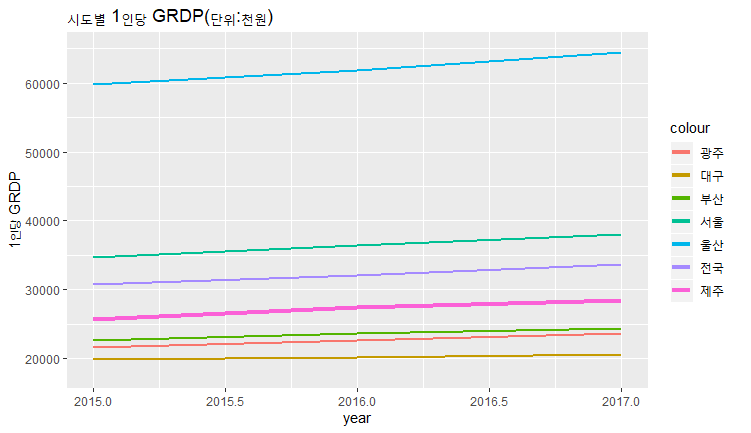 시도별 1인당 GRDP(단위:천원)
1인당 GRDP
60000
50000
40000
30000
20000
2015.0 2015.5 2016.0 2016.5 2017.0
year
colour
광주
대구
부산
서울
울산
전국
제주